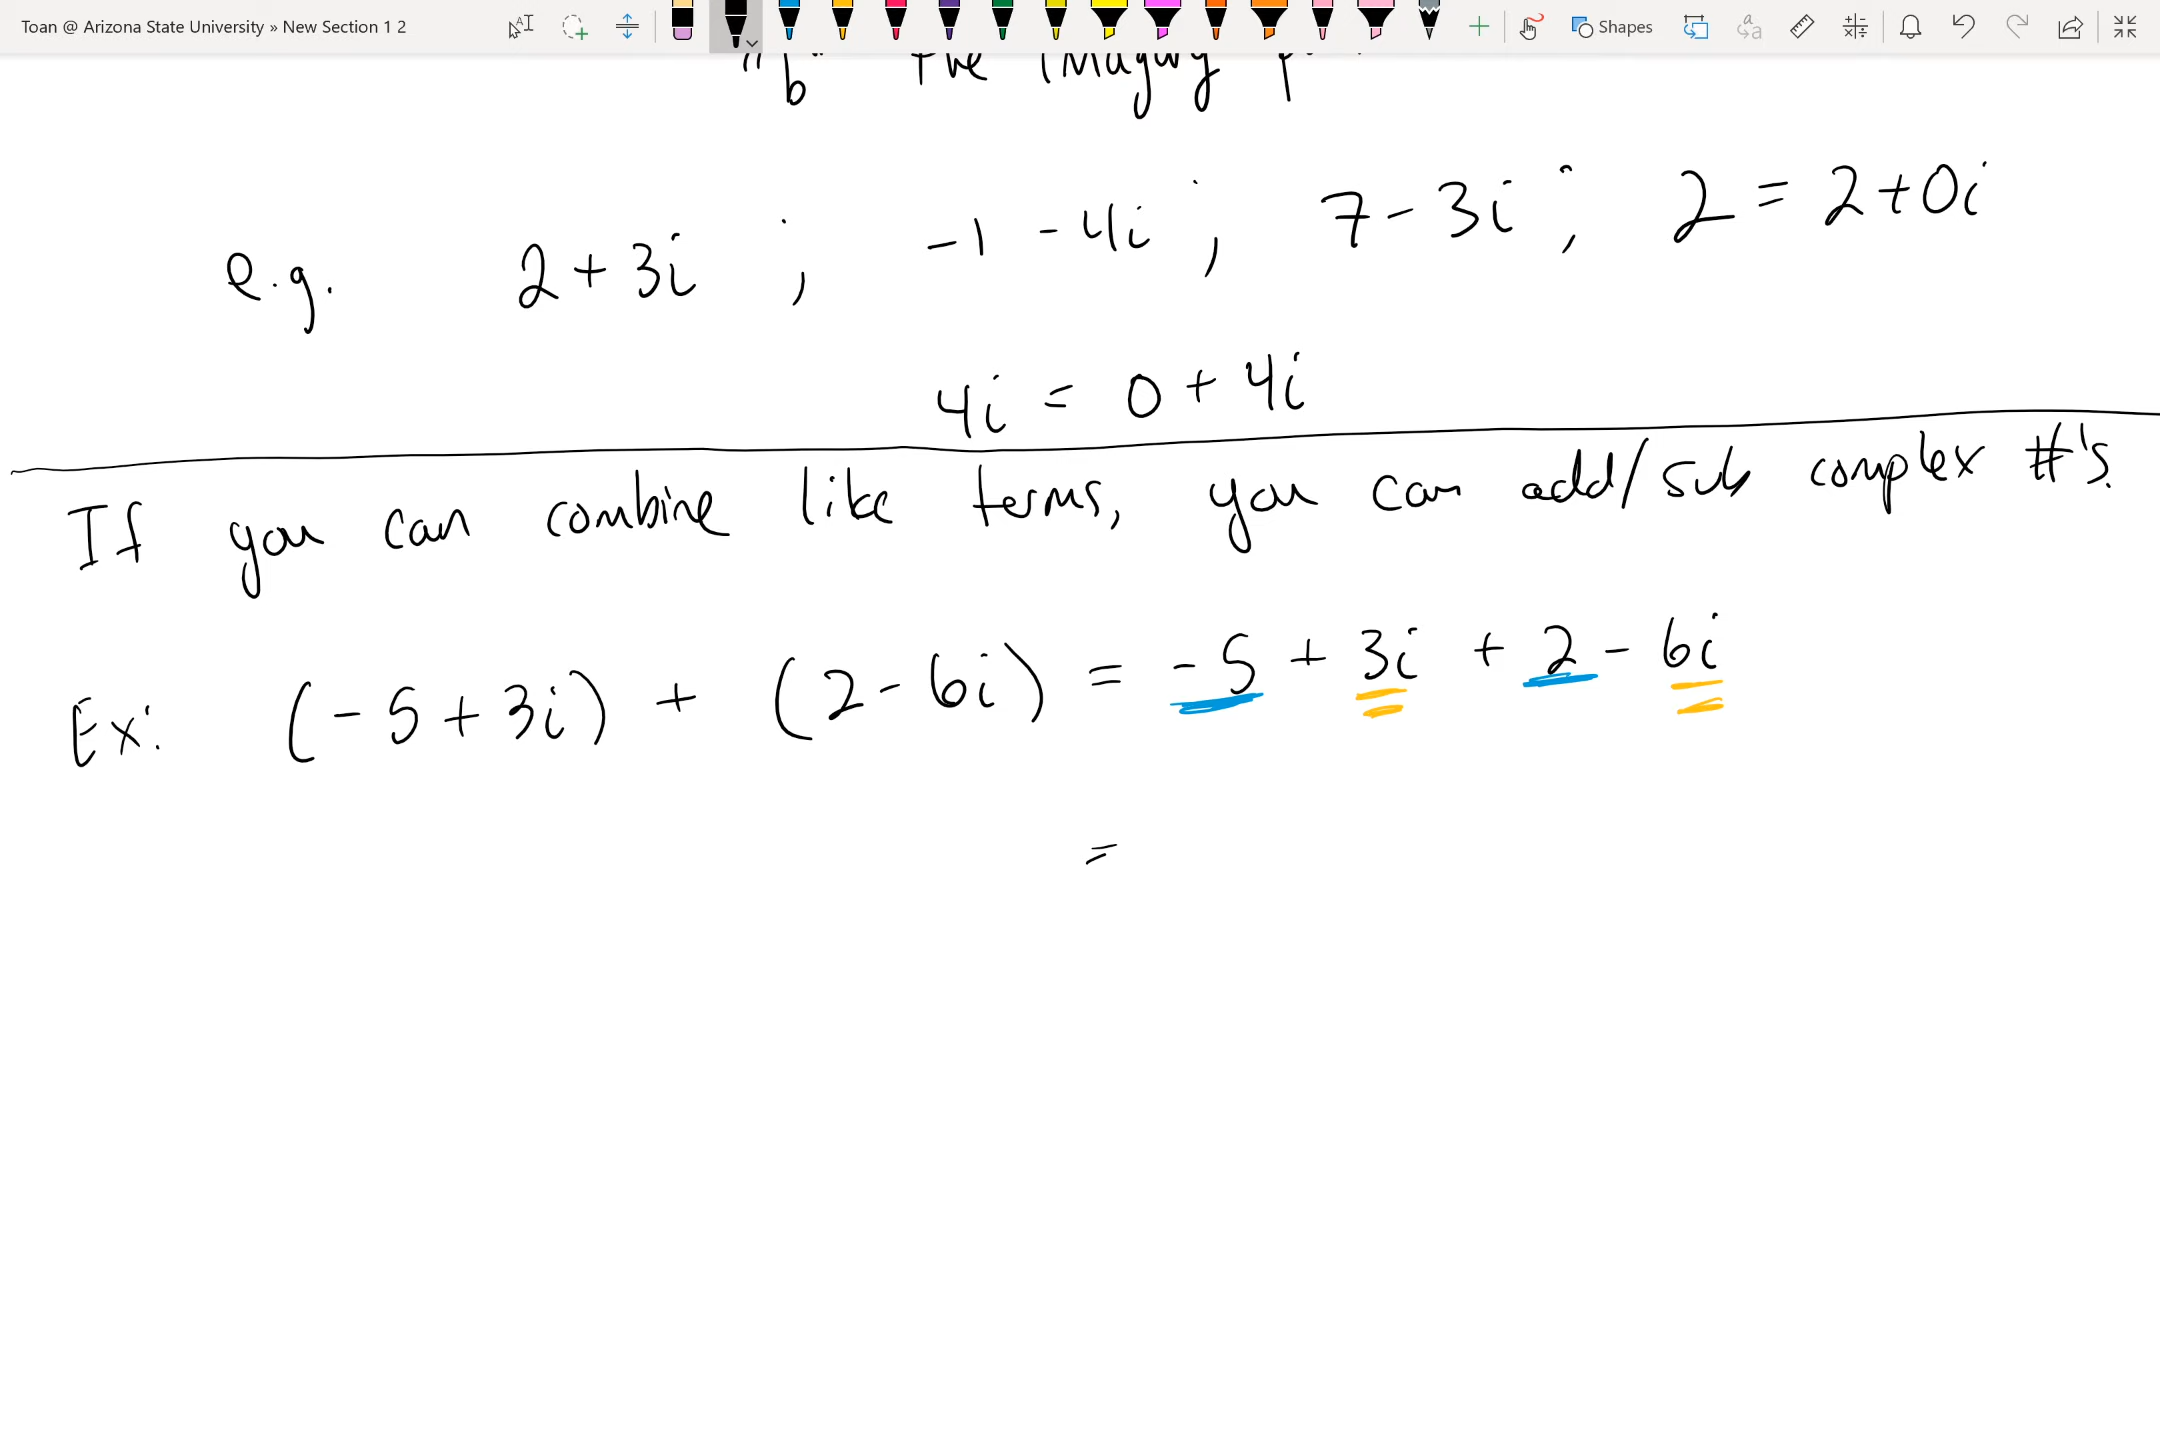 Toan @ Arizona State University » New Section 1 2
Shapes
"b" the imaginary
e.g. 2 + 3i ; -1 - 4i ; 7 - 3i ; 2 = 2 + 0i
4i = 0 + 4i
If you can combine like terms, you can add/sub complex #'s.
Ex: (-5 + 3i) + (2 - 6i) = -5 + 3i + 2 - 6i
=